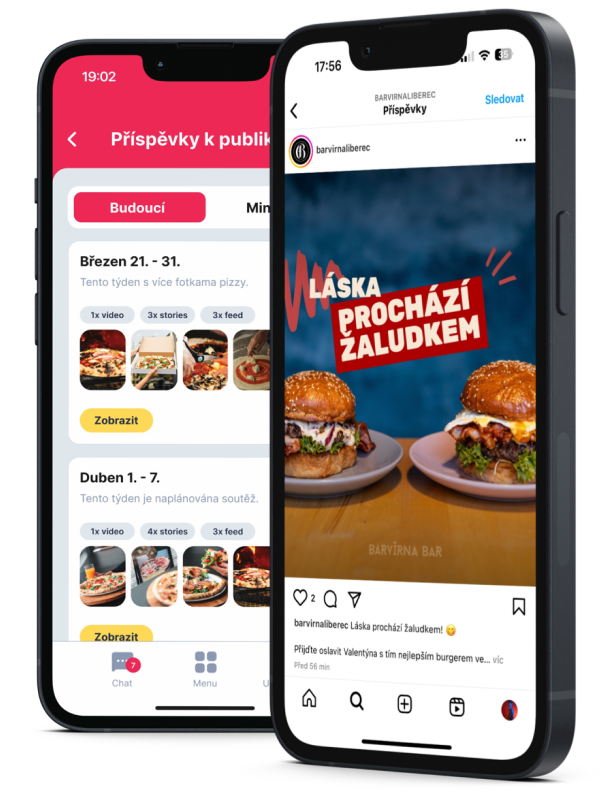 19:02
Příspěvky k publik
Budoucí
Min
Březen 21. - 31.
Tento týden s více fotkama pizzy.
1x video
3x stories
3x feed
Zobrazit
Duben 1. - 7.
Tento týden je naplánována soutěž.
1x video
4x stories
3x feed
Zobrazit
7
Chat
Menu
U
17:56
35
BARVIRNALIBEREC
Příspěvky
Sledovat
barvirnaliberec
LÁSKA
PROCHÁZÍ
ŽALUDKEM
BARVÍRNA BAR
2
barvirnaliberec Láska prochází žaludkem! 😋
Přijďte oslavit Valentýna s tím nejlepším burgerem ve... víc
Před 56 min